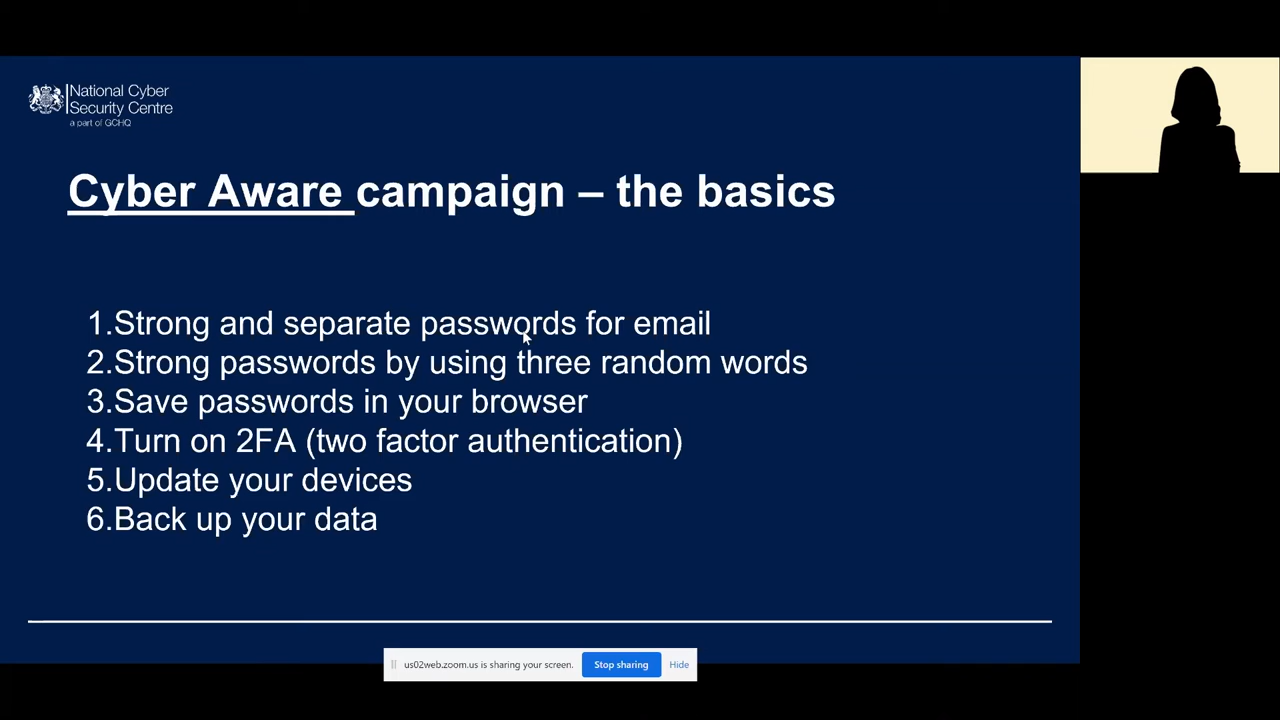 National Cyber
Security Centre
a part of GCHQ
Cyber Aware campaign – the basics
1.Strong and separate passwords for email
2.Strong passwords by using three random words
3.Save passwords in your browser
4.Turn on 2FA (two factor authentication)
5.Update your devices
6.Back up your data
us02web.zoom.us is sharing your screen. Stop sharing Hide